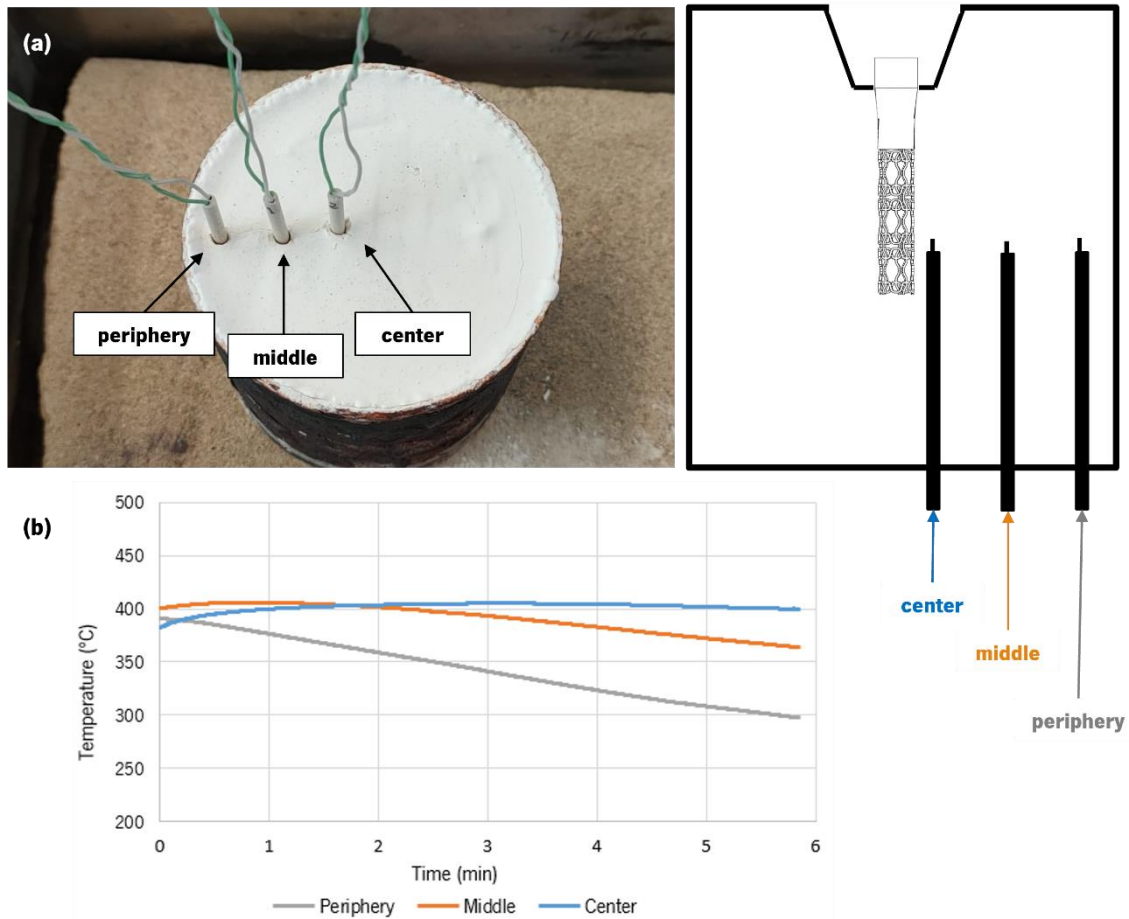 (a)
periphery
middle
center
center
middle
periphery
(b)
500
450
400
350
300
250
200
Temperature (°C)
0 1 2 3 4 5 6
Time (min)
Periphery Middle Center